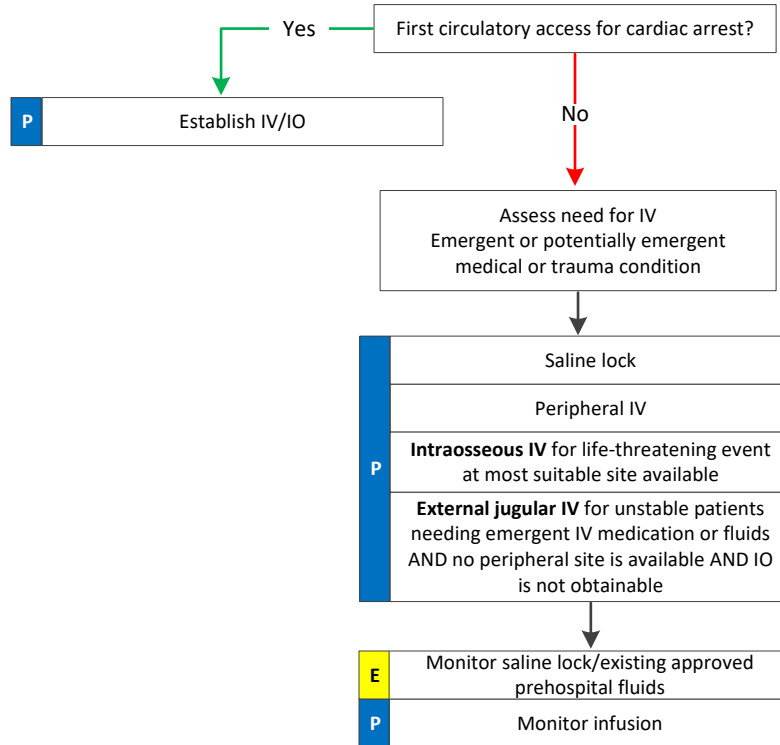 First circulatory access for cardiac arrest?
Yes
No
P
Establish IV/IO
Assess need for IV
Emergent or potentially emergent
medical or trauma condition
P
Saline lock
Peripheral IV
Intraosseous IV for life-threatening event
at most suitable site available
External jugular IV for unstable patients
needing emergent IV medication or fluids
AND no peripheral site is available AND IO
is not obtainable
E
Monitor saline lock/existing approved
prehospital fluids
P
Monitor infusion